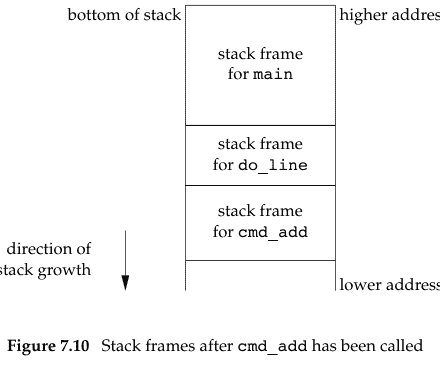 bottom of stack
higher addres
stack frame
for main
stack frame
for do_line
stack frame
for cmd_add
direction of
stack growth
lower address
Figure 7.10 Stack frames after cmd_add has been called